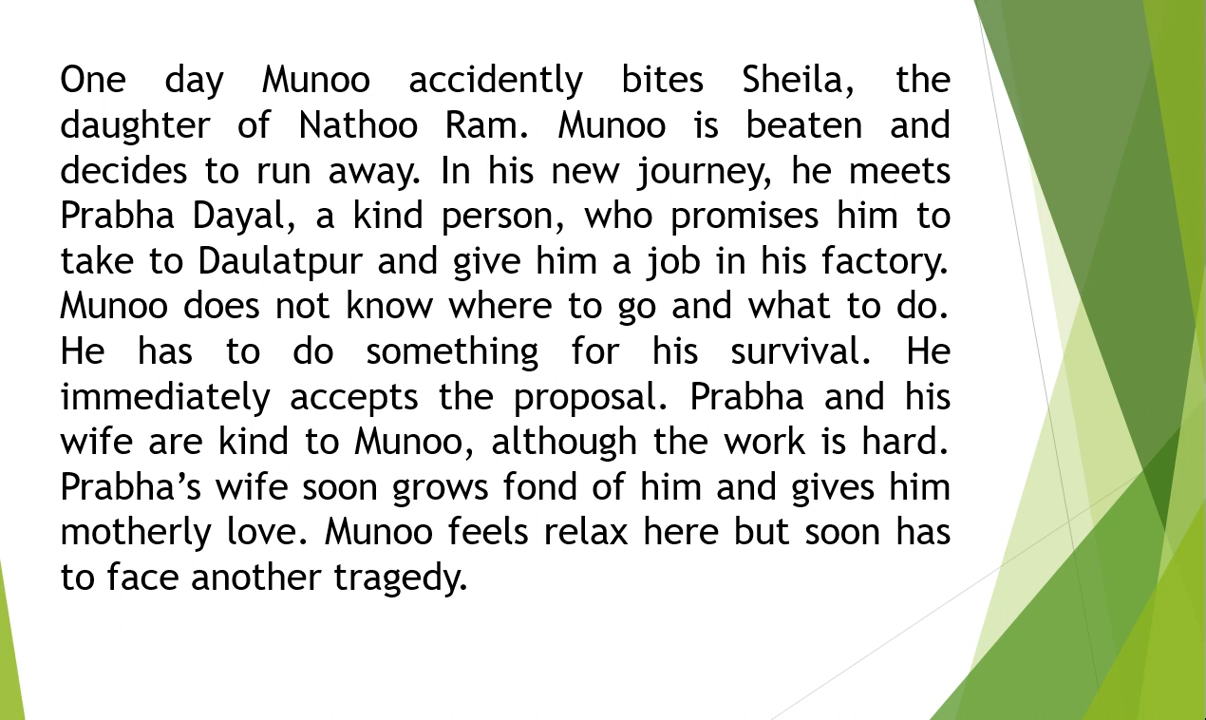 One day Munoo accidently bites Sheila, the
daughter of Nathoo Ram. Munoo is beaten and
decides to run away. In his new journey, he meets
Prabha Dayal, a kind person, who promises him to
take to Daulatpur and give him a job in his factory.
Munoo does not know where to go and what to do.
He has to do something for his survival. He
immediately accepts the proposal. Prabha and his
wife are kind to Munoo, although the work is hard.
Prabha’s wife soon grows fond of him and gives him
motherly love. Munoo feels relax here but soon has
to face another tragedy.